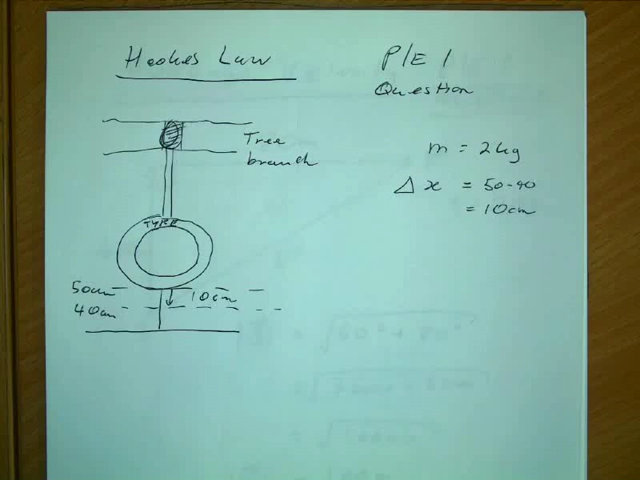 Hookes Law
P/E 1
Question
Tree
branch
m = 2kg
Δx = 50-40
= 10cm
TYRE
50cm
10cm
40cm